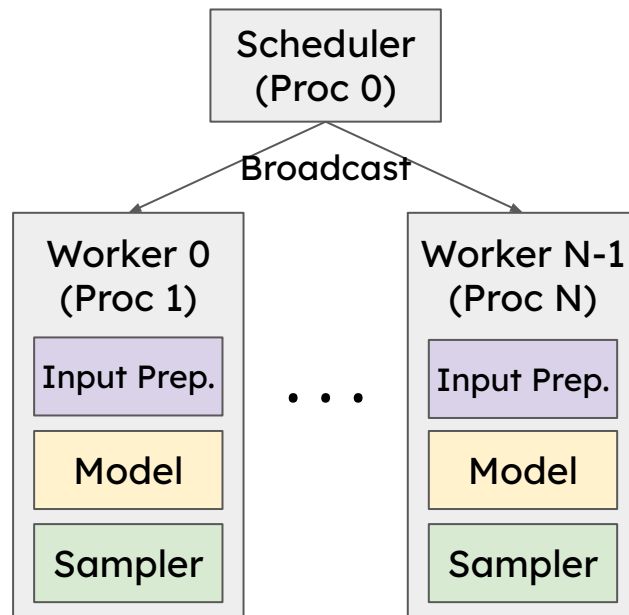 Scheduler
(Proc 0)
Broadcast
Worker 0
(Proc 1)
Input Prep.
Model
Sampler
. . .
Worker N-1
(Proc N)
Input Prep.
Model
Sampler